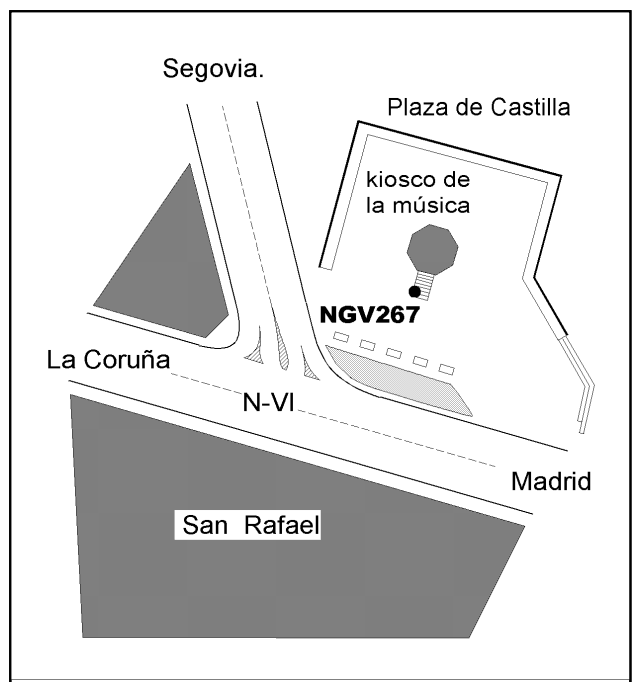 Segovia.
Plaza de Castilla
kiosco de
la música
NGV267
La Coruña
N-VI
Madrid
San Rafael